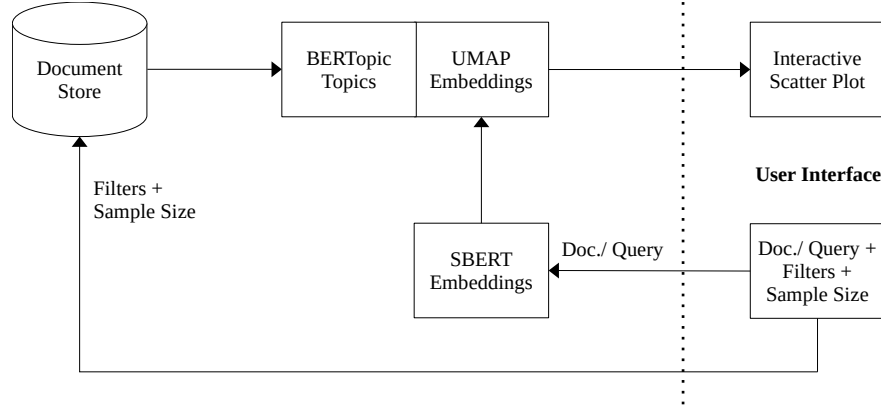 Document
Store
BERTopic
Topics
UMAP
Embeddings
Interactive
Scatter Plot
Filters +
Sample Size
User Interface
SBERT
Embeddings
Doc./ Query
Doc./ Query +
Filters +
Sample Size